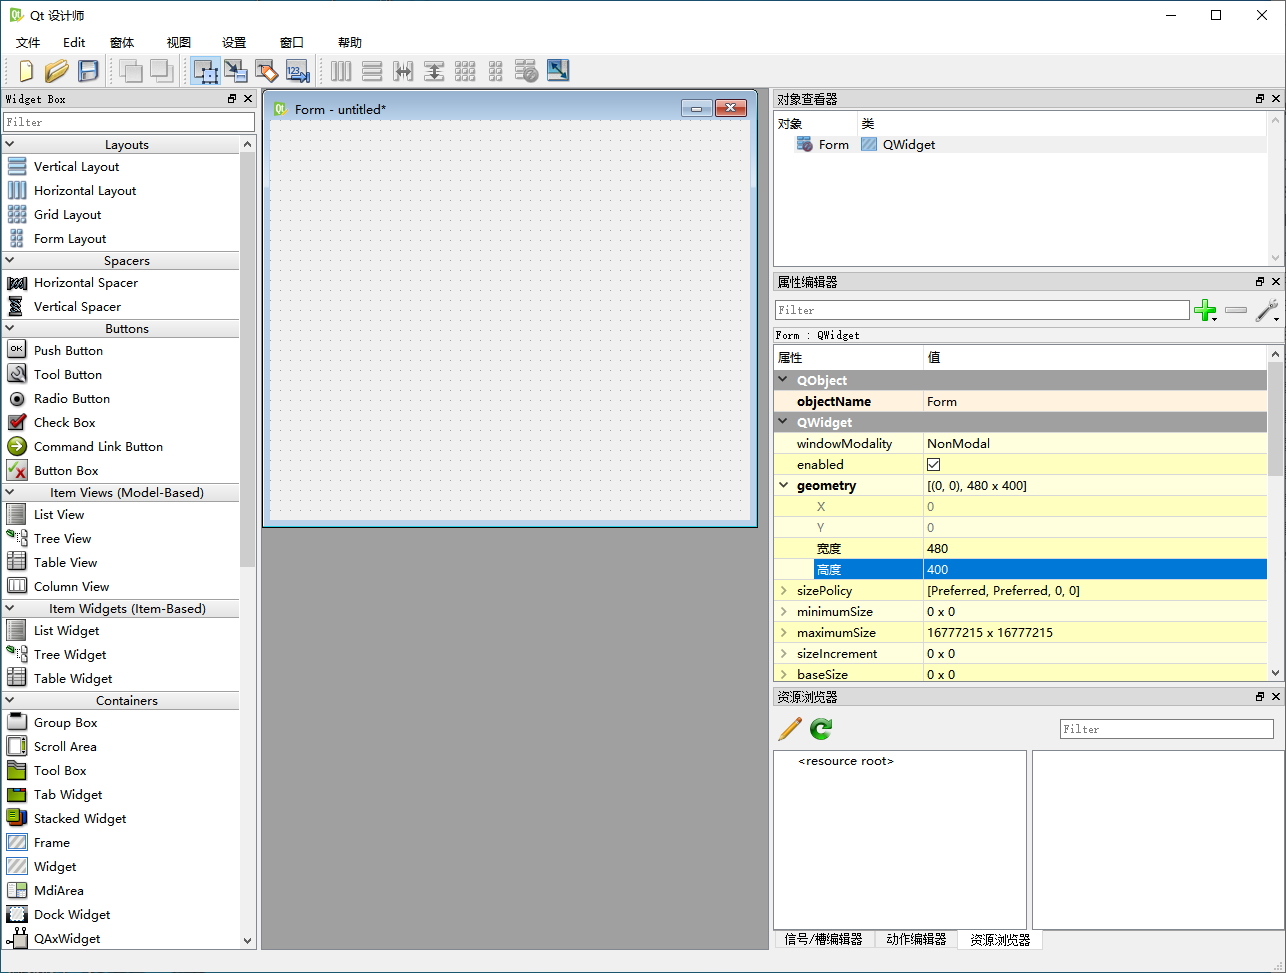 Qt 设计师
文件 Edit 窗体 视图 设置 窗口 帮助
Widget Box
Filter
Layouts
Vertical Layout
Horizontal Layout
Grid Layout
Form Layout
Spacers
Horizontal Spacer
Vertical Spacer
Buttons
OK Push Button
Tool Button
Radio Button
Check Box
Command Link Button
Button Box
Item Views (Model-Based)
List View
Tree View
Table View
Column View
Item Widgets (Item-Based)
List Widget
Tree Widget
Table Widget
Containers
Group Box
Scroll Area
Tool Box
Tab Widget
Stacked Widget
Frame
Widget
MdiArea
Dock Widget
QAxWidget
Form - untitled*
对象查看器
对象 类
Form QWidget
属性编辑器
Filter
Form : QWidget
属性 值
QObject
objectName Form
QWidget
windowModality NonModal
enabled
geometry [(0, 0), 480 x 400]
X 0
Y 0
宽度 480
高度 400
sizePolicy [Preferred, Preferred, 0, 0]
minimumSize 0 x 0
maximumSize 16777215 x 16777215
sizeIncrement 0 x 0
baseSize 0 x 0
资源浏览器
Filter
<resource root>
信号/槽编辑器 动作编辑器 资源浏览器